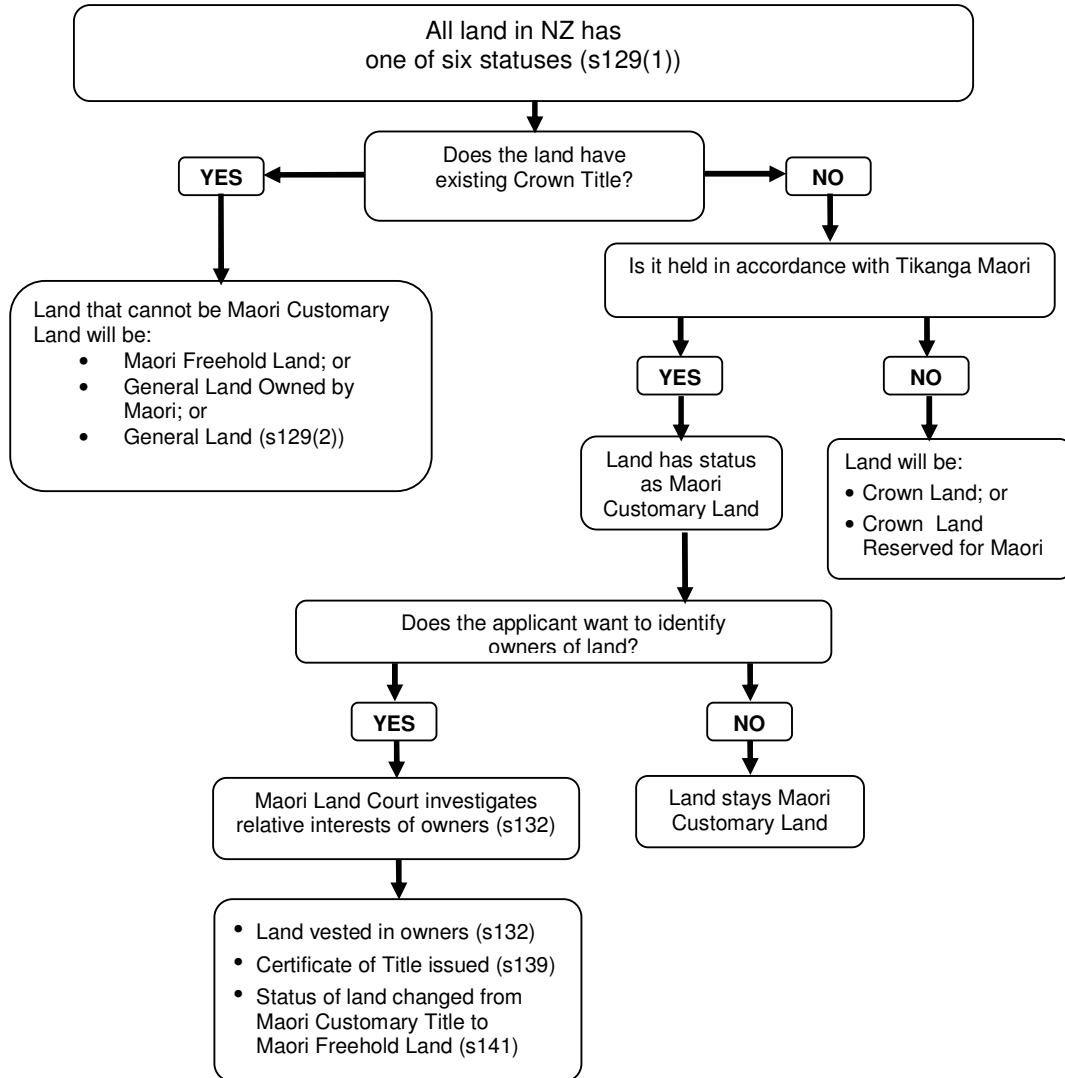 All land in NZ has
one of six statuses (s129(1))
Does the land have
existing Crown Title?
YES
NO
Is it held in accordance with Tikanga Maori
Land that cannot be Maori Customary
Land will be:
• Maori Freehold Land; or
• General Land Owned by
Maori; or
• General Land (s129(2))
YES
NO
Land has status
as Maori
Customary Land
Land will be:
• Crown Land; or
• Crown Land
Reserved for Maori
Does the applicant want to identify
owners of land?
YES
NO
Maori Land Court investigates
relative interests of owners (s132)
Land stays Maori
Customary Land
• Land vested in owners (s132)
• Certificate of Title issued (s139)
• Status of land changed from
Maori Customary Title to
Maori Freehold Land (s141)